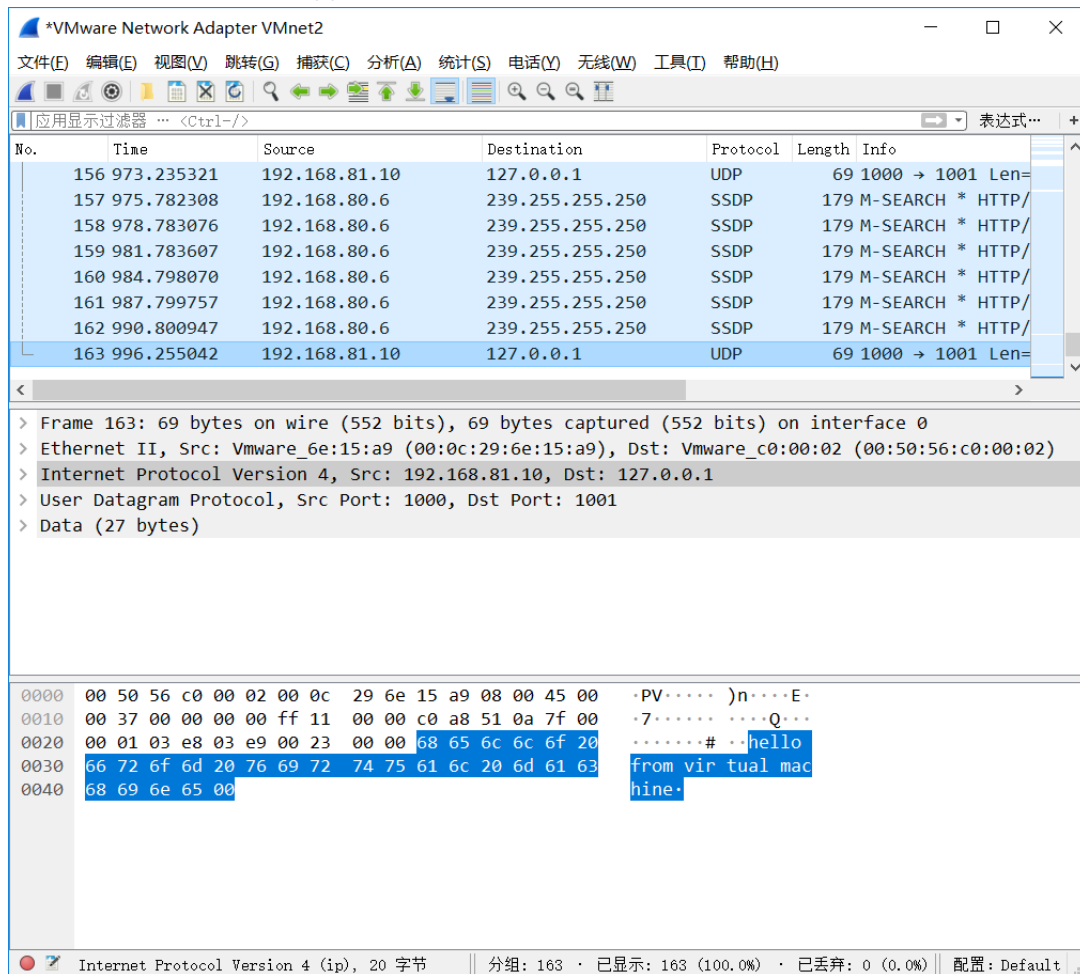 *VMware Network Adapter VMnet2
文件(F) 编辑(E) 视图(V) 跳转(G) 捕获(C) 分析(A) 统计(S) 电话(Y) 无线(W) 工具(T) 帮助(H)
应用显示过滤器 … <Ctrl-/> 表达式… +
No. Time Source Destination Protocol Length Info
156 973.235321 192.168.81.10 127.0.0.1 UDP 69 1000 → 1001 Len=
157 975.782308 192.168.80.6 239.255.255.250 SSDP 179 M-SEARCH * HTTP/
158 978.783076 192.168.80.6 239.255.255.250 SSDP 179 M-SEARCH * HTTP/
159 981.783607 192.168.80.6 239.255.255.250 SSDP 179 M-SEARCH * HTTP/
160 984.798070 192.168.80.6 239.255.255.250 SSDP 179 M-SEARCH * HTTP/
161 987.799757 192.168.80.6 239.255.255.250 SSDP 179 M-SEARCH * HTTP/
162 990.800947 192.168.80.6 239.255.255.250 SSDP 179 M-SEARCH * HTTP/
163 996.255042 192.168.81.10 127.0.0.1 UDP 69 1000 → 1001 Len=
> Frame 163: 69 bytes on wire (552 bits), 69 bytes captured (552 bits) on interface 0
> Ethernet II, Src: Vmware_6e:15:a9 (00:0c:29:6e:15:a9), Dst: Vmware_c0:00:02 (00:50:56:c0:00:02)
> Internet Protocol Version 4, Src: 192.168.81.10, Dst: 127.0.0.1
> User Datagram Protocol, Src Port: 1000, Dst Port: 1001
> Data (27 bytes)
0000 00 50 56 c0 00 02 00 0c 29 6e 15 a9 08 00 45 00 ·PV····· )n····E·
0010 00 37 00 00 00 00 ff 11 00 00 c0 a8 51 0a 7f 00 ·7······ ····Q···
0020 00 01 03 e8 03 e9 00 23 00 00 68 65 6c 6c 6f 20 ·······# ··hello
0030 66 72 6f 6d 20 76 69 72 74 75 61 6c 20 6d 61 63 from vir tual mac
0040 68 69 6e 65 00 hine·
Internet Protocol Version 4 (ip), 20 字节 分组: 163 · 已显示: 163 (100.0%) · 已丢弃: 0 (0.0%) 配置: Default